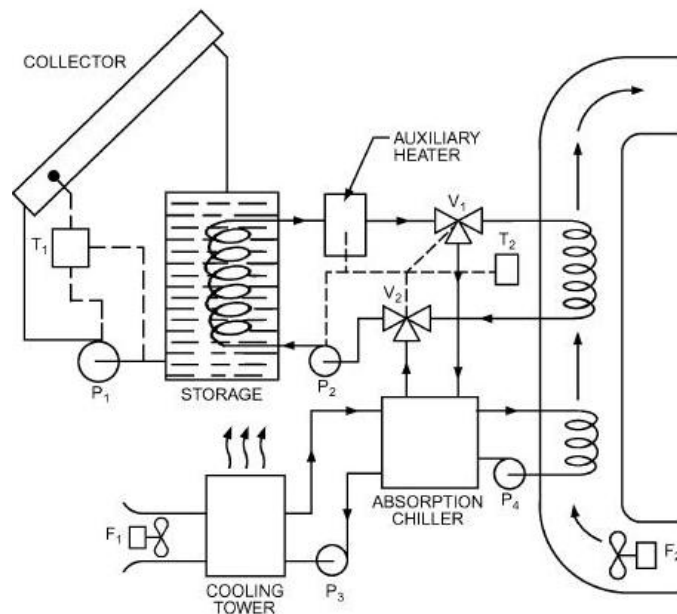 COLLECTOR
AUXILIARY
HEATER
V1
T1
T2
V2
P1
STORAGE
P2
ABSORPTION
CHILLER
P4
F1
F2
COOLING
TOWER
P3